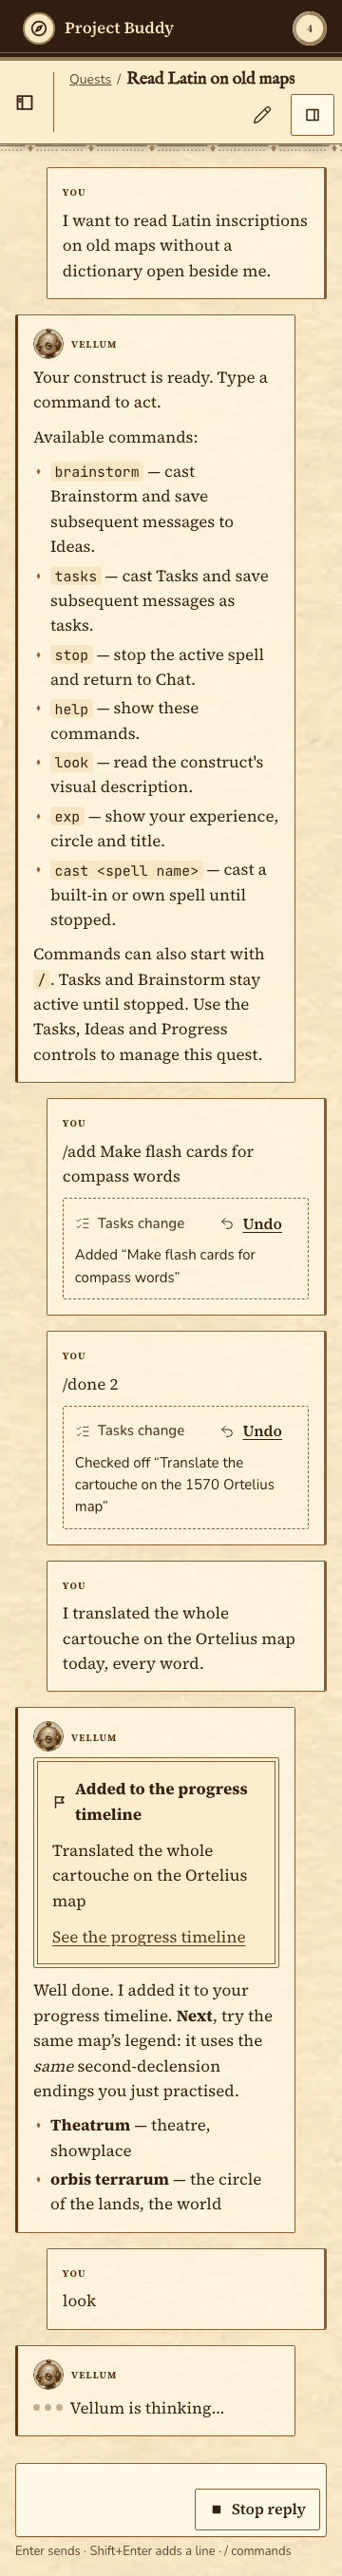 Project Buddy
4
Quests / Read Latin on old maps
YOU
I want to read Latin inscriptions
on old maps without a
dictionary open beside me.
VELLUM
Your construct is ready. Type a
command to act.
Available commands:
brainstorm — cast
Brainstorm and save
subsequent messages to
Ideas.
tasks — cast Tasks and save
subsequent messages as
tasks.
stop — stop the active spell
and return to Chat.
help — show these
commands.
look — read the construct's
visual description.
exp — show your experience,
circle and title.
cast <spell name> — cast a
built-in or own spell until
stopped.
Commands can also start with
/. Tasks and Brainstorm stay
active until stopped. Use the
Tasks, Ideas and Progress
controls to manage this quest.
YOU
/add Make flash cards for
compass words
Tasks change Undo
Added “Make flash cards for
compass words”
YOU
/done 2
Tasks change Undo
Checked off “Translate the
cartouche on the 1570 Ortelius
map”
YOU
I translated the whole
cartouche on the Ortelius map
today, every word.
VELLUM
Added to the progress
timeline
Translated the whole
cartouche on the Ortelius
map
See the progress timeline
Well done. I added it to your
progress timeline. Next, try the
same map’s legend: it uses the
same second-declension
endings you just practised.
Theatrum — theatre,
showplace
orbis terrarum — the circle
of the lands, the world
YOU
look
VELLUM
Vellum is thinking…
Stop reply
Enter sends · Shift+Enter adds a line · / commands